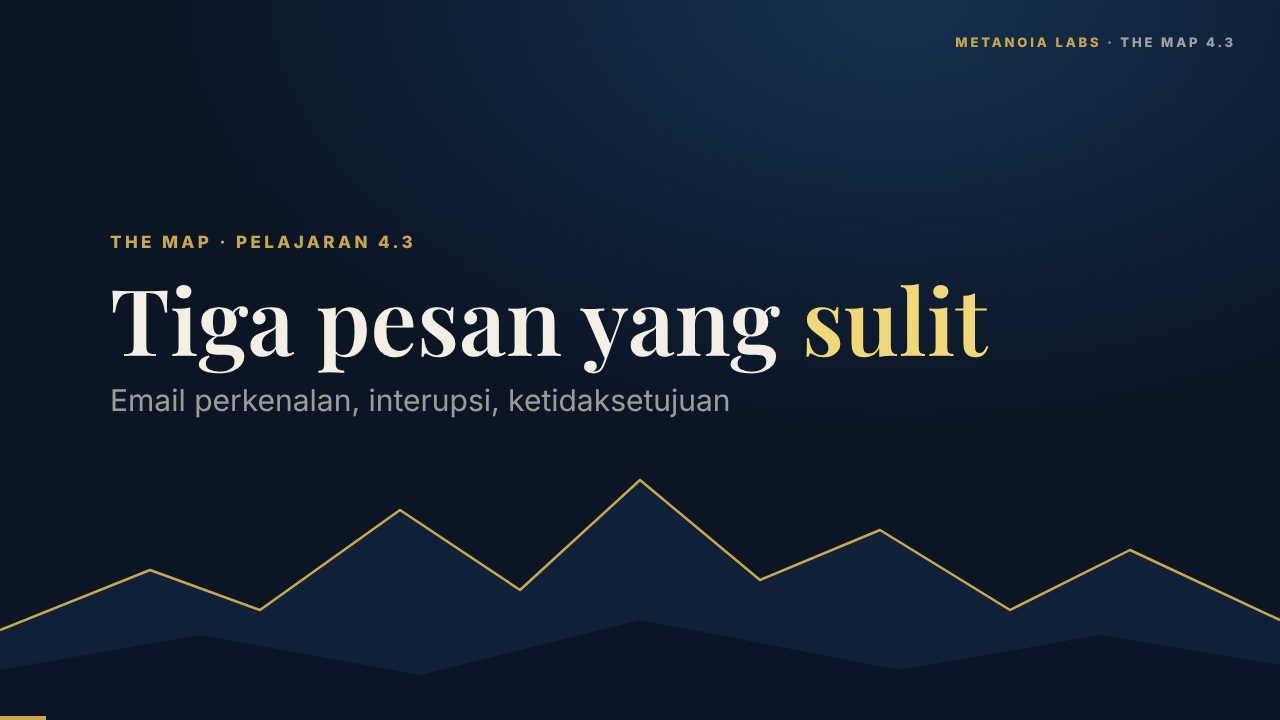 METANOIA LABS · THE MAP 4.3
THE MAP · PELAJARAN 4.3
Tiga pesan yang sulit
Email perkenalan, interupsi, ketidaksetujuan